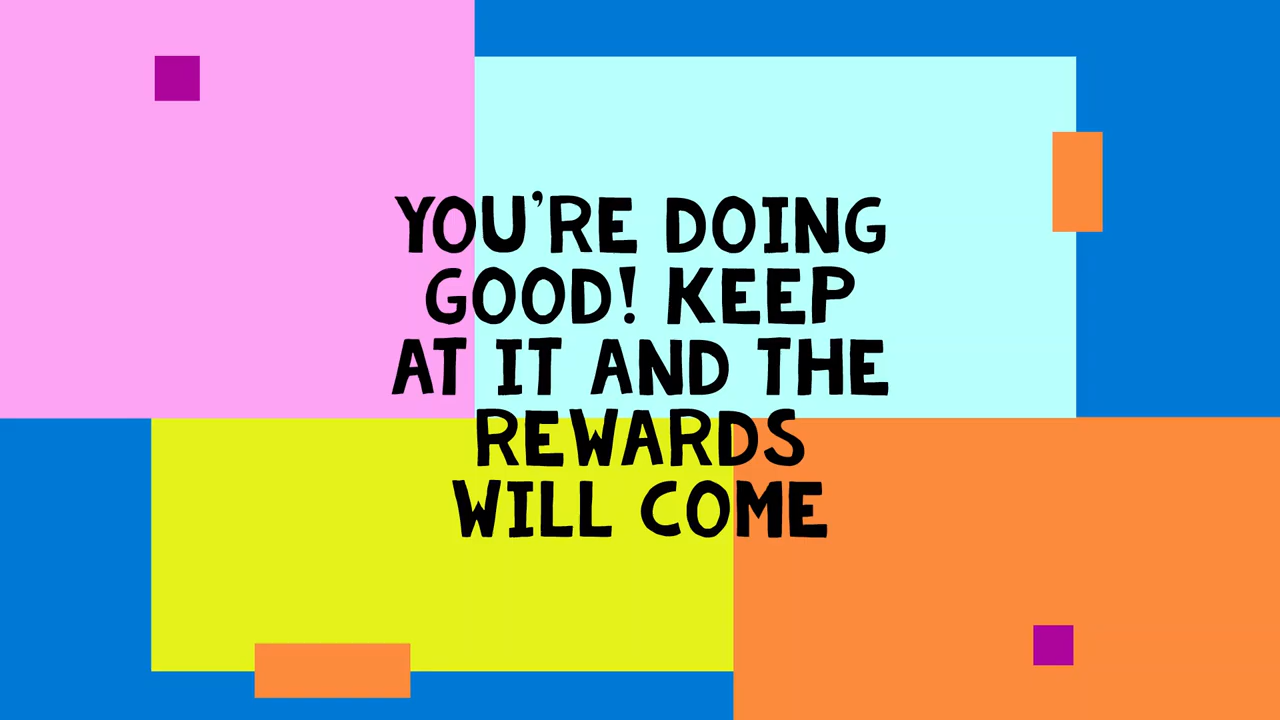 YOU'RE DOING
GOOD! KEEP
AT IT AND THE
REWARDS
WILL COME